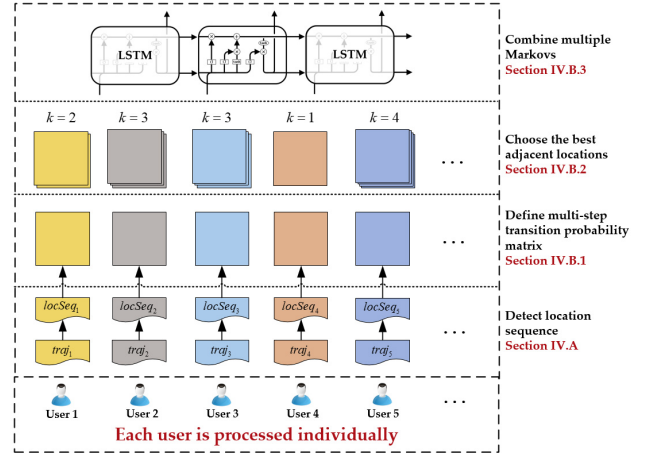 LSTM
LSTM
Combine multiple
Markovs
Section IV.B.3
k = 2
k = 3
k = 3
k = 1
k = 4
Choose the best
adjacent locations
Section IV.B.2
...
Define multi-step
transition probability
matrix
Section IV.B.1
...
locSeq1
locSeq2
locSeq3
locSeq4
locSeq5
Detect location
sequence
Section IV.A
...
traj1
traj2
traj3
traj4
traj5
User 1
User 2
User 3
User 4
User 5
...
Each user is processed individually